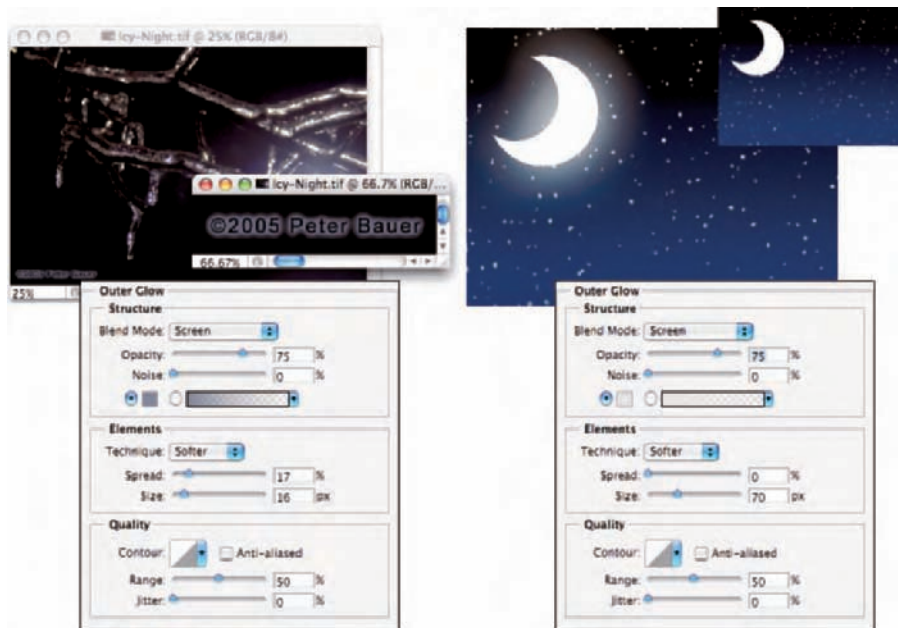 Icy-Night.tif @ 25% (RGB/8#)
Icy-Night.tif @ 66.7% (RGB/...
©2005 Peter Bauer
66.67%
©2005 Peter Bauer
25%
Outer Glow
Structure
Blend Mode: Screen
Opacity: 75 %
Noise: 0 %
Elements
Technique: Softer
Spread: 17 %
Size: 16 px
Quality
Contour: Anti-aliased
Range: 50 %
Jitter: 0 %
Outer Glow
Structure
Blend Mode: Screen
Opacity: 75 %
Noise: 0 %
Elements
Technique: Softer
Spread: 0 %
Size: 70 px
Quality
Contour: Anti-aliased
Range: 50 %
Jitter: 0 %